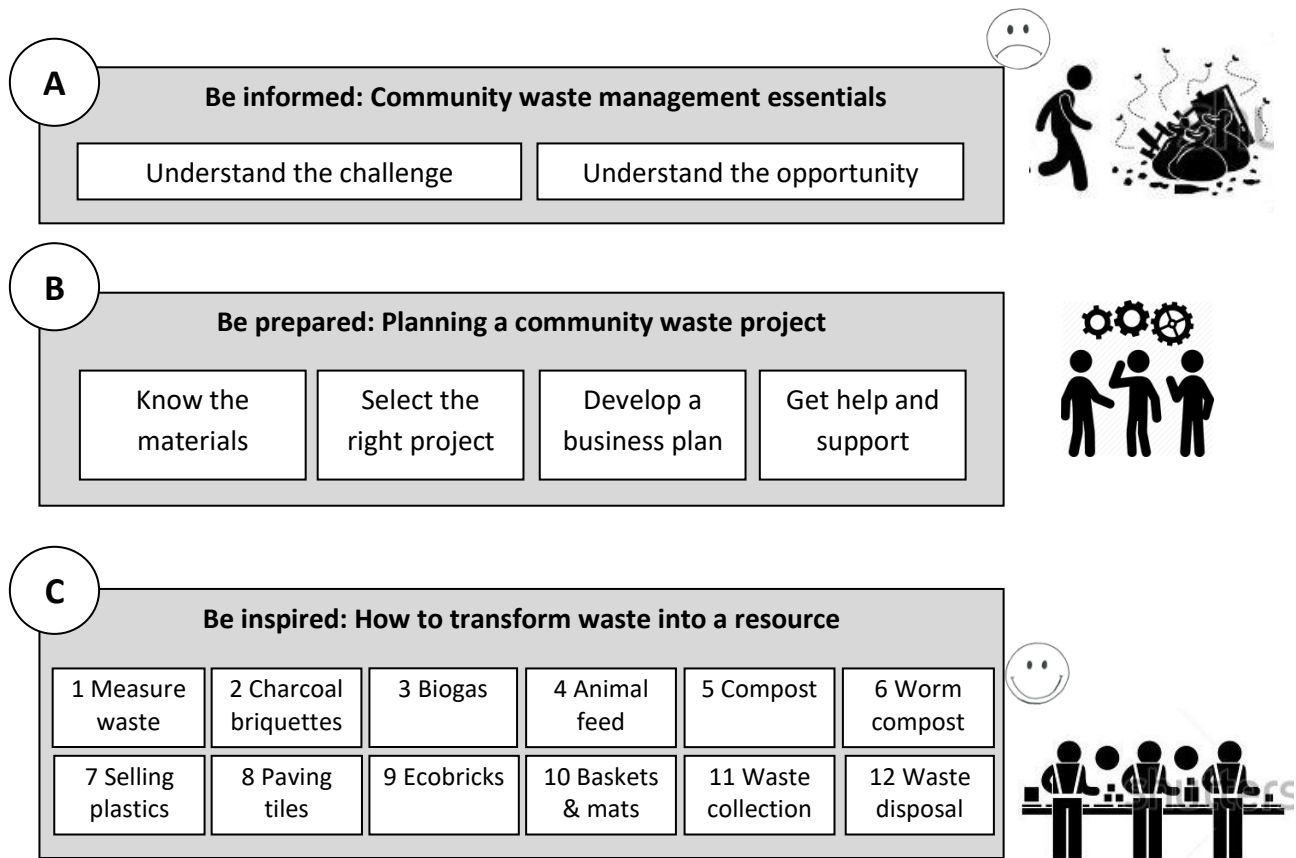 A
Be informed: Community waste management essentials
Understand the challenge
Understand the opportunity
B
Be prepared: Planning a community waste project
Know the
materials
Select the
right project
Develop a
business plan
Get help and
support
C
Be inspired: How to transform waste into a resource
1 Measure
waste
2 Charcoal
briquettes
3 Biogas
4 Animal
feed
5 Compost
6 Worm
compost
7 Selling
plastics
8 Paving
tiles
9 Ecobricks
10 Baskets
& mats
11 Waste
collection
12 Waste
disposal
shutters